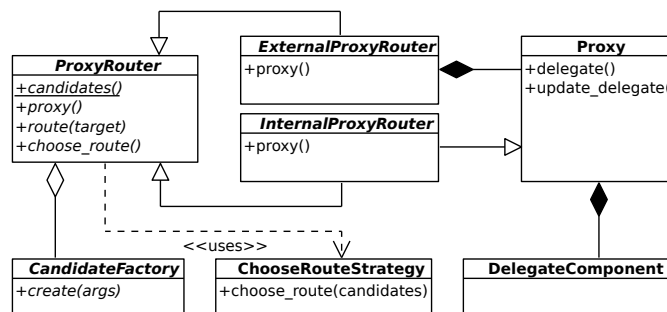 ProxyRouter
+candidates()
+proxy()
+route(target)
+choose_route()
ExternalProxyRouter
+proxy()
InternalProxyRouter
+proxy()
Proxy
+delegate()
+update_delegate()
<<uses>>
CandidateFactory
+create(args)
ChooseRouteStrategy
+choose_route(candidates)
DelegateComponent